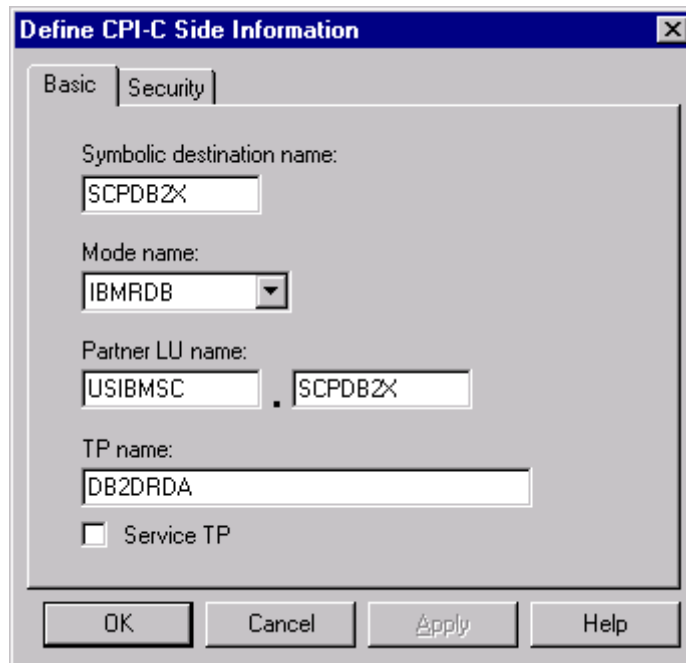 Define CPI-C Side Information
Basic Security
Symbolic destination name:
SCPDB2X
Mode name:
IBMRDB
Partner LU name:
USIBMSC . SCPDB2X
TP name:
DB2DRDA
Service TP
OK Cancel Apply Help